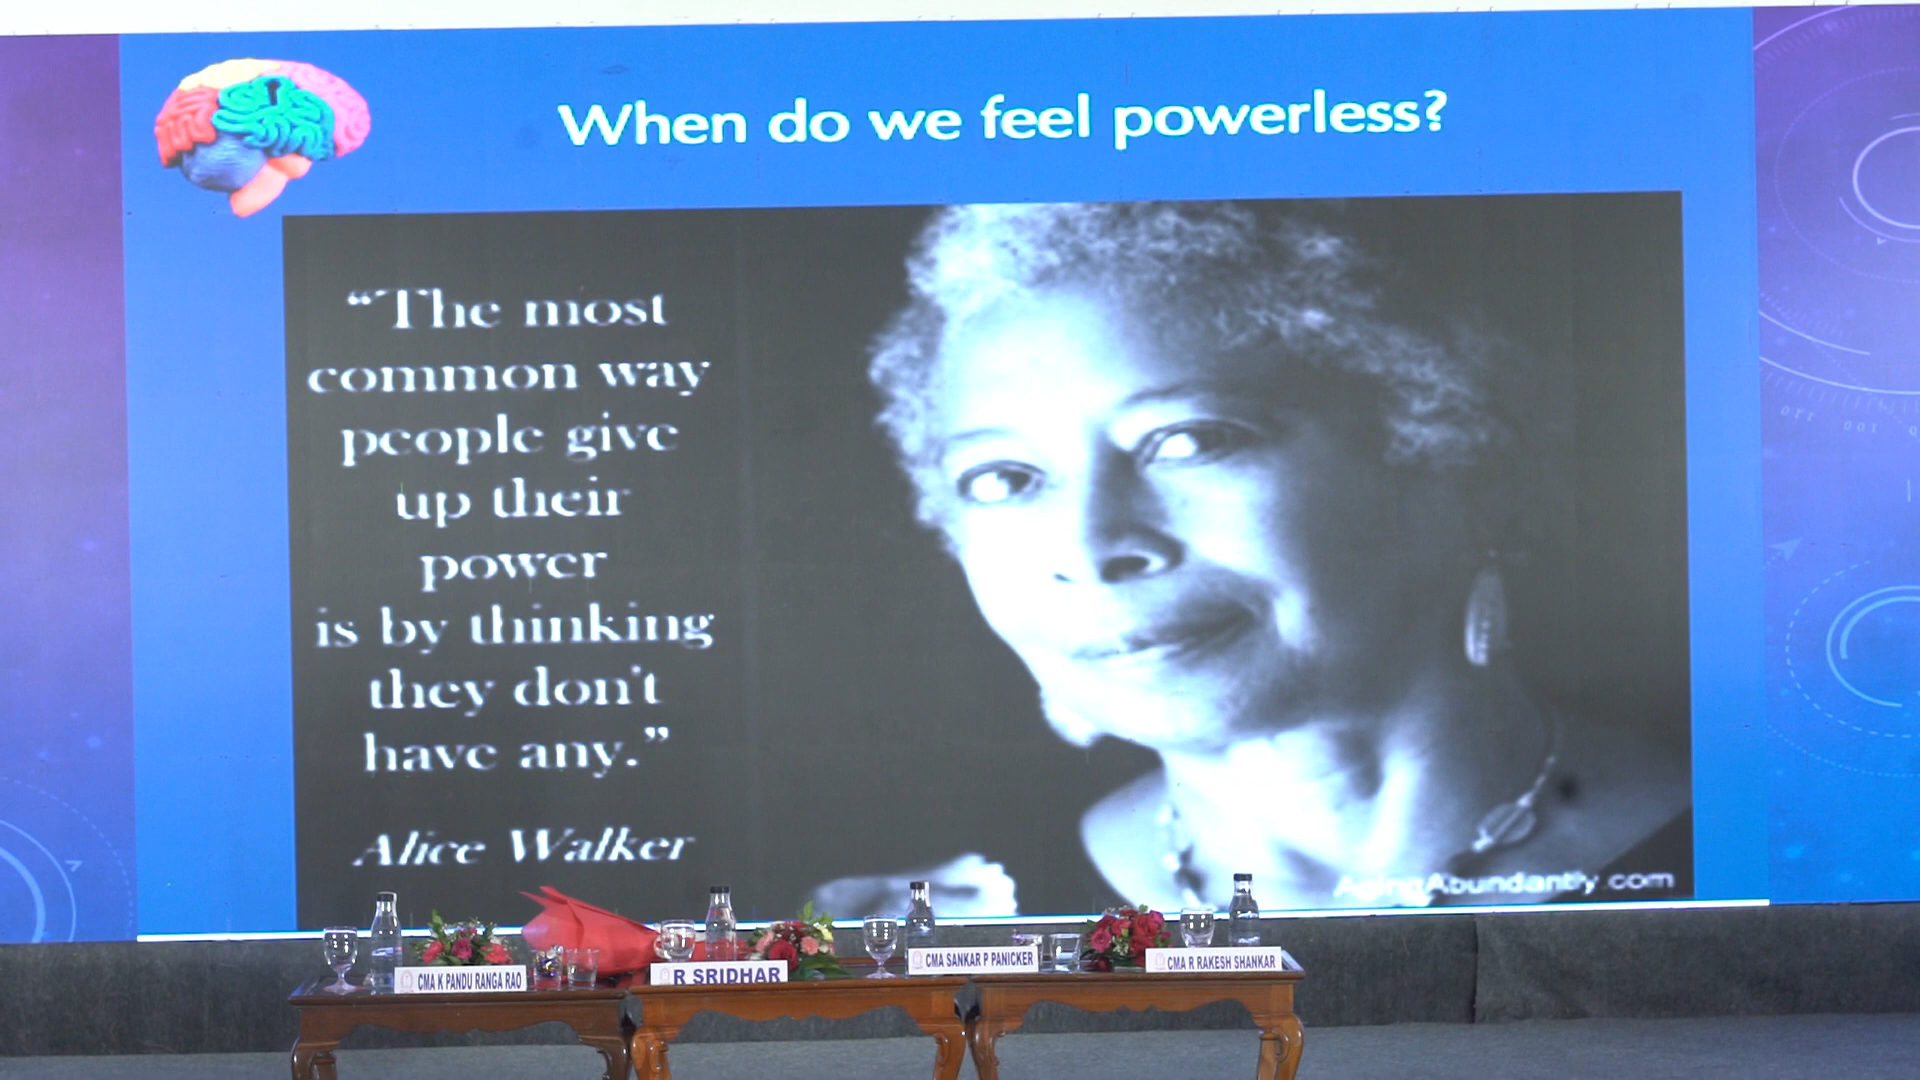 When do we feel powerless?
“The most
common way
people give
up their
power
is by thinking
they don't
have any.”
Alice Walker
AgingAbundantly.com
CMA K PANDU RANGA RAO
R SRIDHAR
CMA SANKAR P PANICKER
CMA R RAKESH SHANKAR